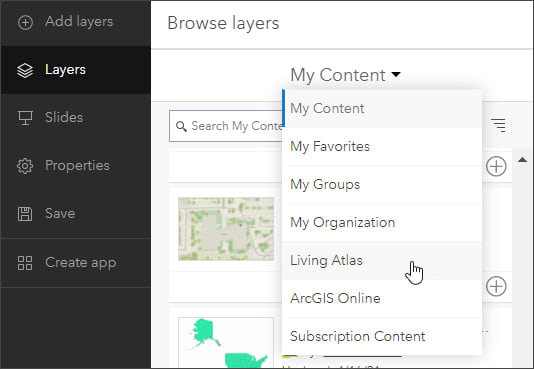 Add layers
Layers
Slides
Properties
Save
Create app
Browse layers
My Content
Search My Conte
My Content
My Favorites
My Groups
My Organization
Living Atlas
ArcGIS Online
Subscription Content